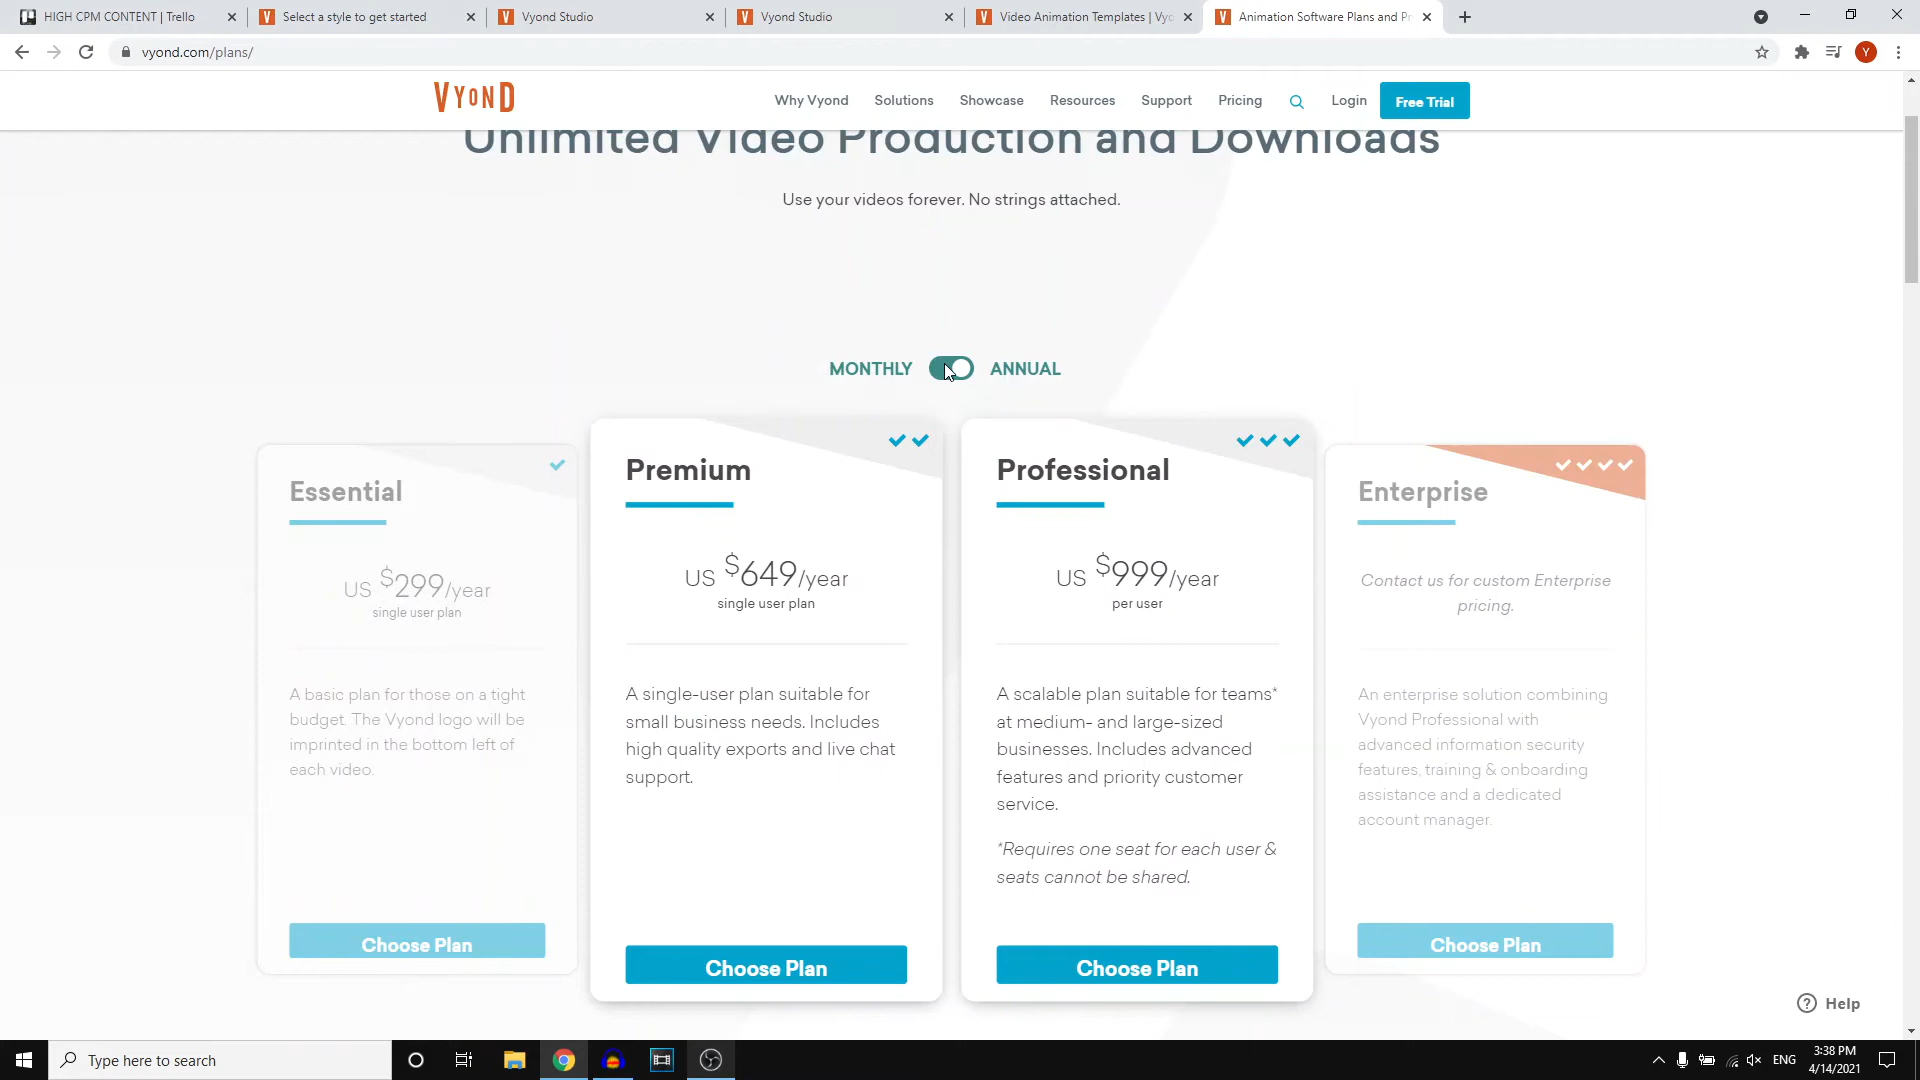 HIGH CPM CONTENT | Trello
Select a style to get started
Vyond Studio
Vyond Studio
Video Animation Templates | Vyo
Animation Software Plans and Pr
vyond.com/plans/
Y
VYOND
Why Vyond
Solutions
Showcase
Resources
Support
Pricing
Login
Free Trial
Unlimited Video Production and Downloads
Use your videos forever. No strings attached.
MONTHLY
ANNUAL
Essential
US $299/year
single user plan
A basic plan for those on a tight
budget. The Vyond logo will be
imprinted in the bottom left of
each video.
Choose Plan
Premium
US $649/year
single user plan
A single-user plan suitable for
small business needs. Includes
high quality exports and live chat
support.
Choose Plan
Professional
US $999/year
per user
A scalable plan suitable for teams*
at medium- and large-sized
businesses. Includes advanced
features and priority customer
service.
*Requires one seat for each user &
seats cannot be shared.
Choose Plan
Enterprise
Contact us for custom Enterprise
pricing.
An enterprise solution combining
Vyond Professional with
advanced information security
features, training & onboarding
assistance and a dedicated
account manager.
Choose Plan
Help
Type here to search
ENG
3:38 PM
4/14/2021